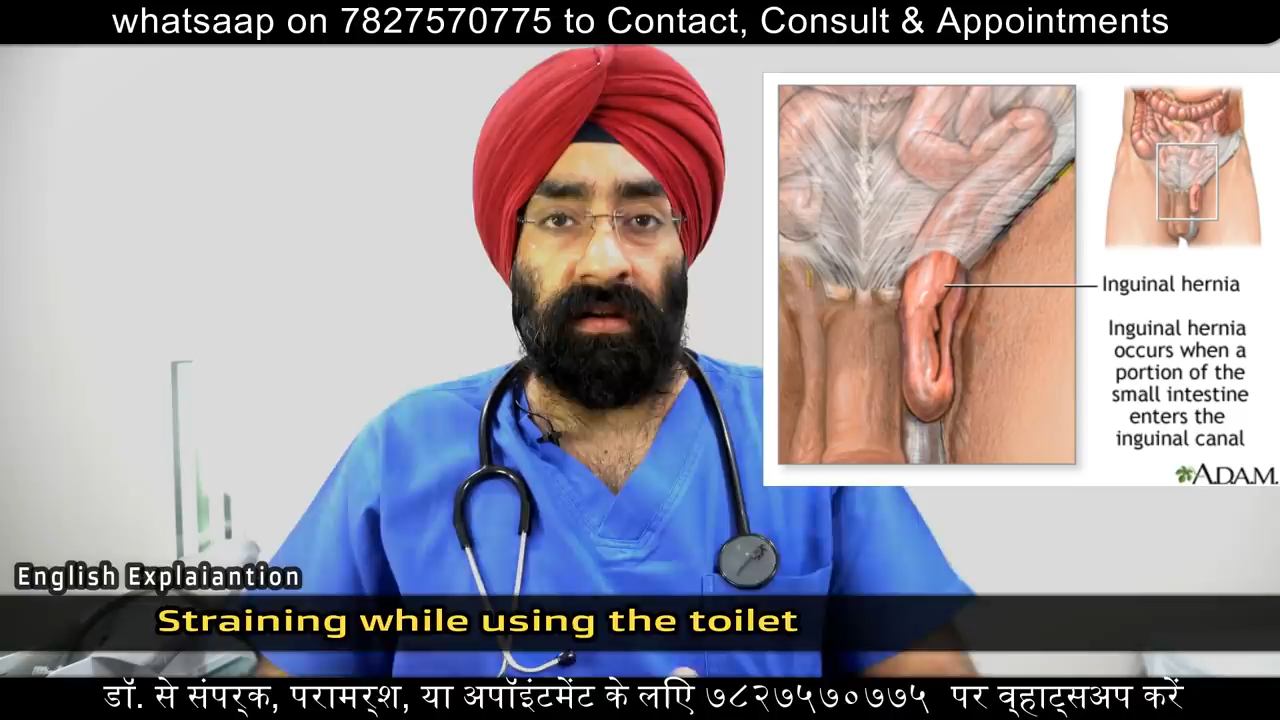 whatsaap on 7827570775 to Contact, Consult & Appointments
Inguinal hernia
Inguinal hernia
occurs when a
portion of the
small intestine
enters the
inguinal canal
ADAM.
English Explaiantion
Straining while using the toilet
डॉ. से संपर्क, परामर्श, या अपॉइंटमेंट के लिए ७८२७५७०७७५ पर व्हाट्सअप करें